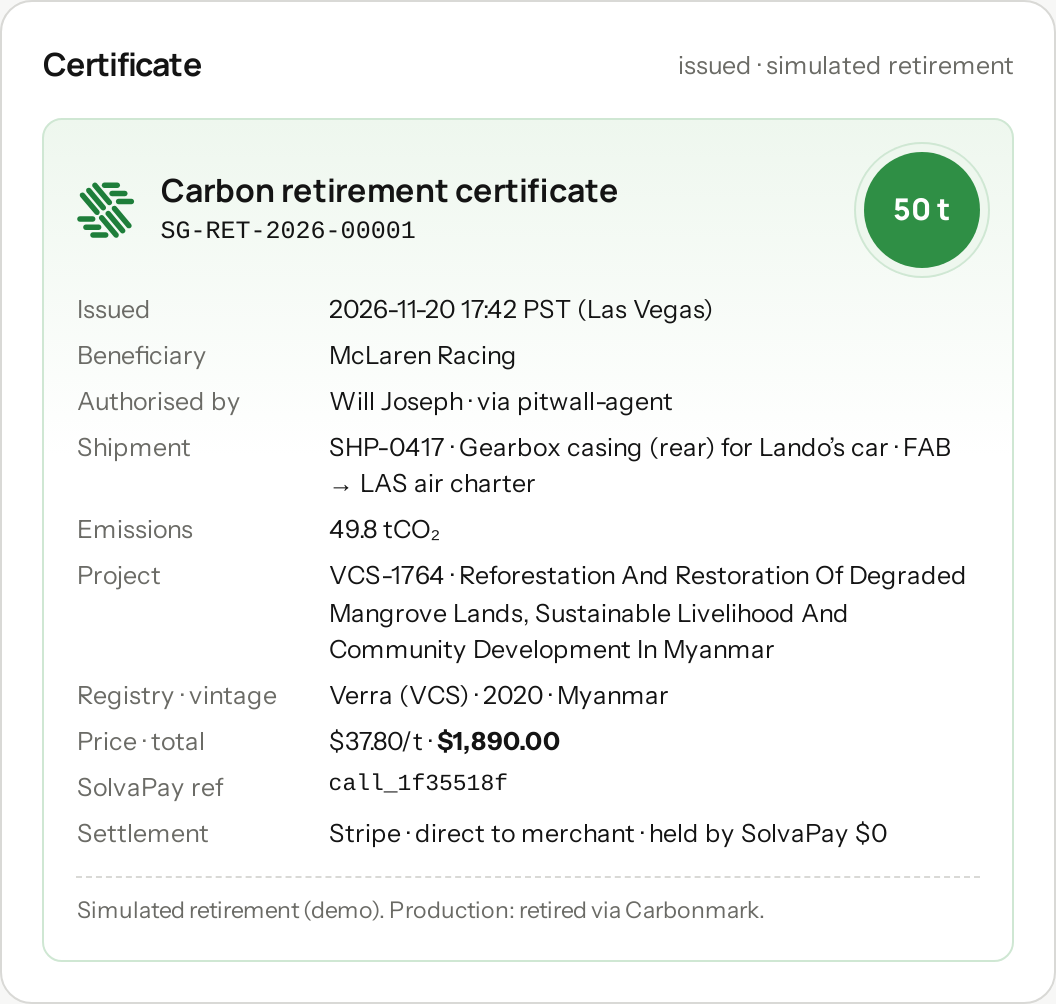 Certificate
issued · simulated retirement
Carbon retirement certificate
SG-RET-2026-00001
50 t
Issued 2026-11-20 17:42 PST (Las Vegas)
Beneficiary McLaren Racing
Authorised by Will Joseph · via pitwall-agent
Shipment SHP-0417 · Gearbox casing (rear) for Lando’s car · FAB
→ LAS air charter
Emissions 49.8 tCO₂
Project VCS-1764 · Reforestation And Restoration Of Degraded
Mangrove Lands, Sustainable Livelihood And
Community Development In Myanmar
Registry · vintage Verra (VCS) · 2020 · Myanmar
Price · total $37.80/t · $1,890.00
SolvaPay ref call_1f35518f
Settlement Stripe · direct to merchant · held by SolvaPay $0
Simulated retirement (demo). Production: retired via Carbonmark.